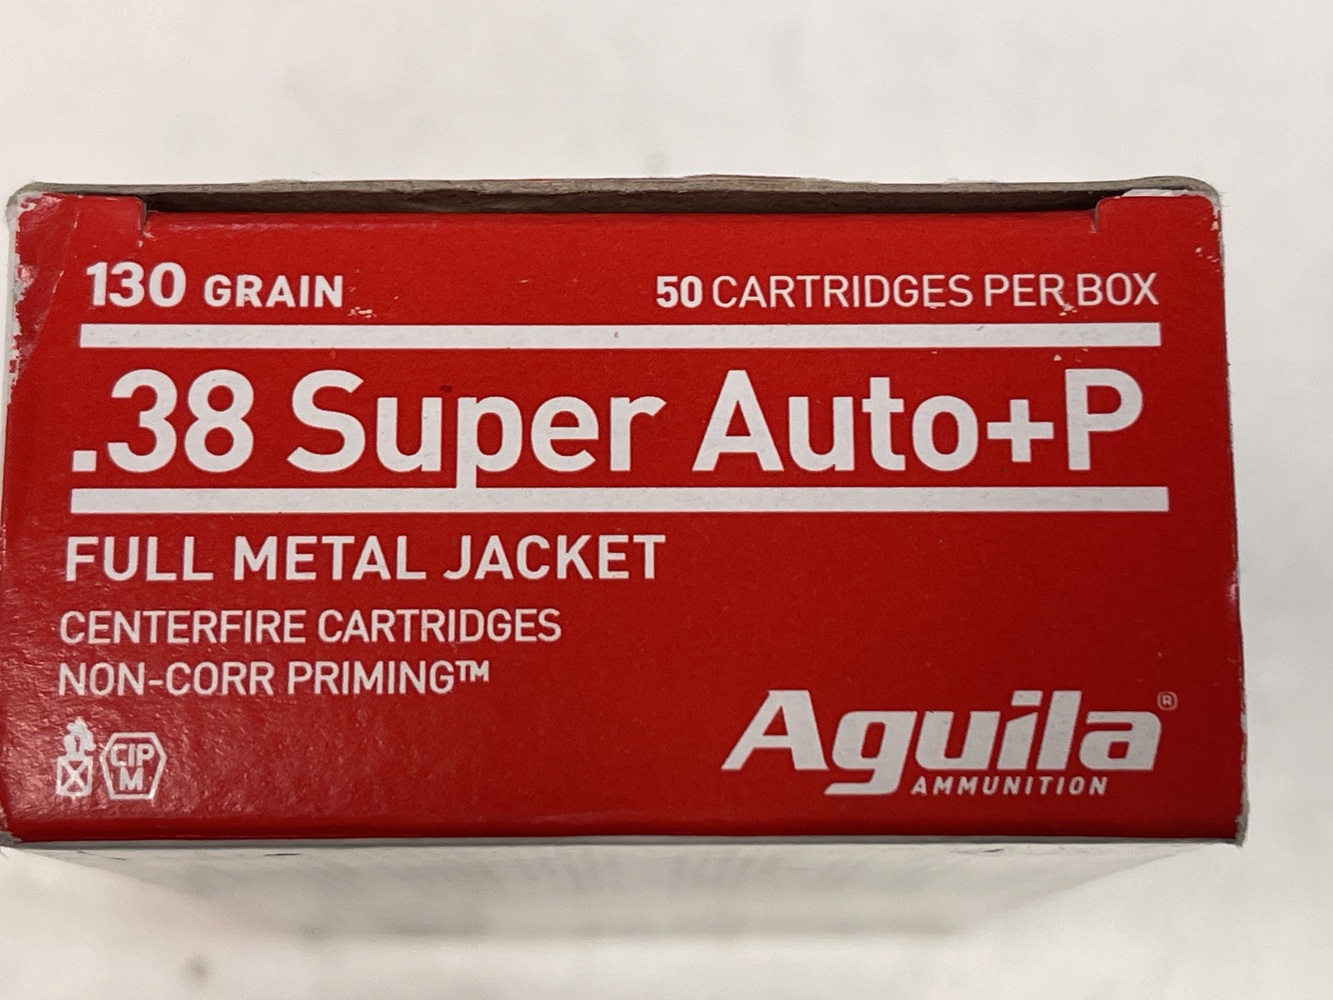 130 GRAIN 50 CARTRIDGES PER BOX
.38 Super Auto+P
FULL METAL JACKET
CENTERFIRE CARTRIDGES
NON-CORR PRIMING™
CIP
M
Aguila®
AMMUNITION